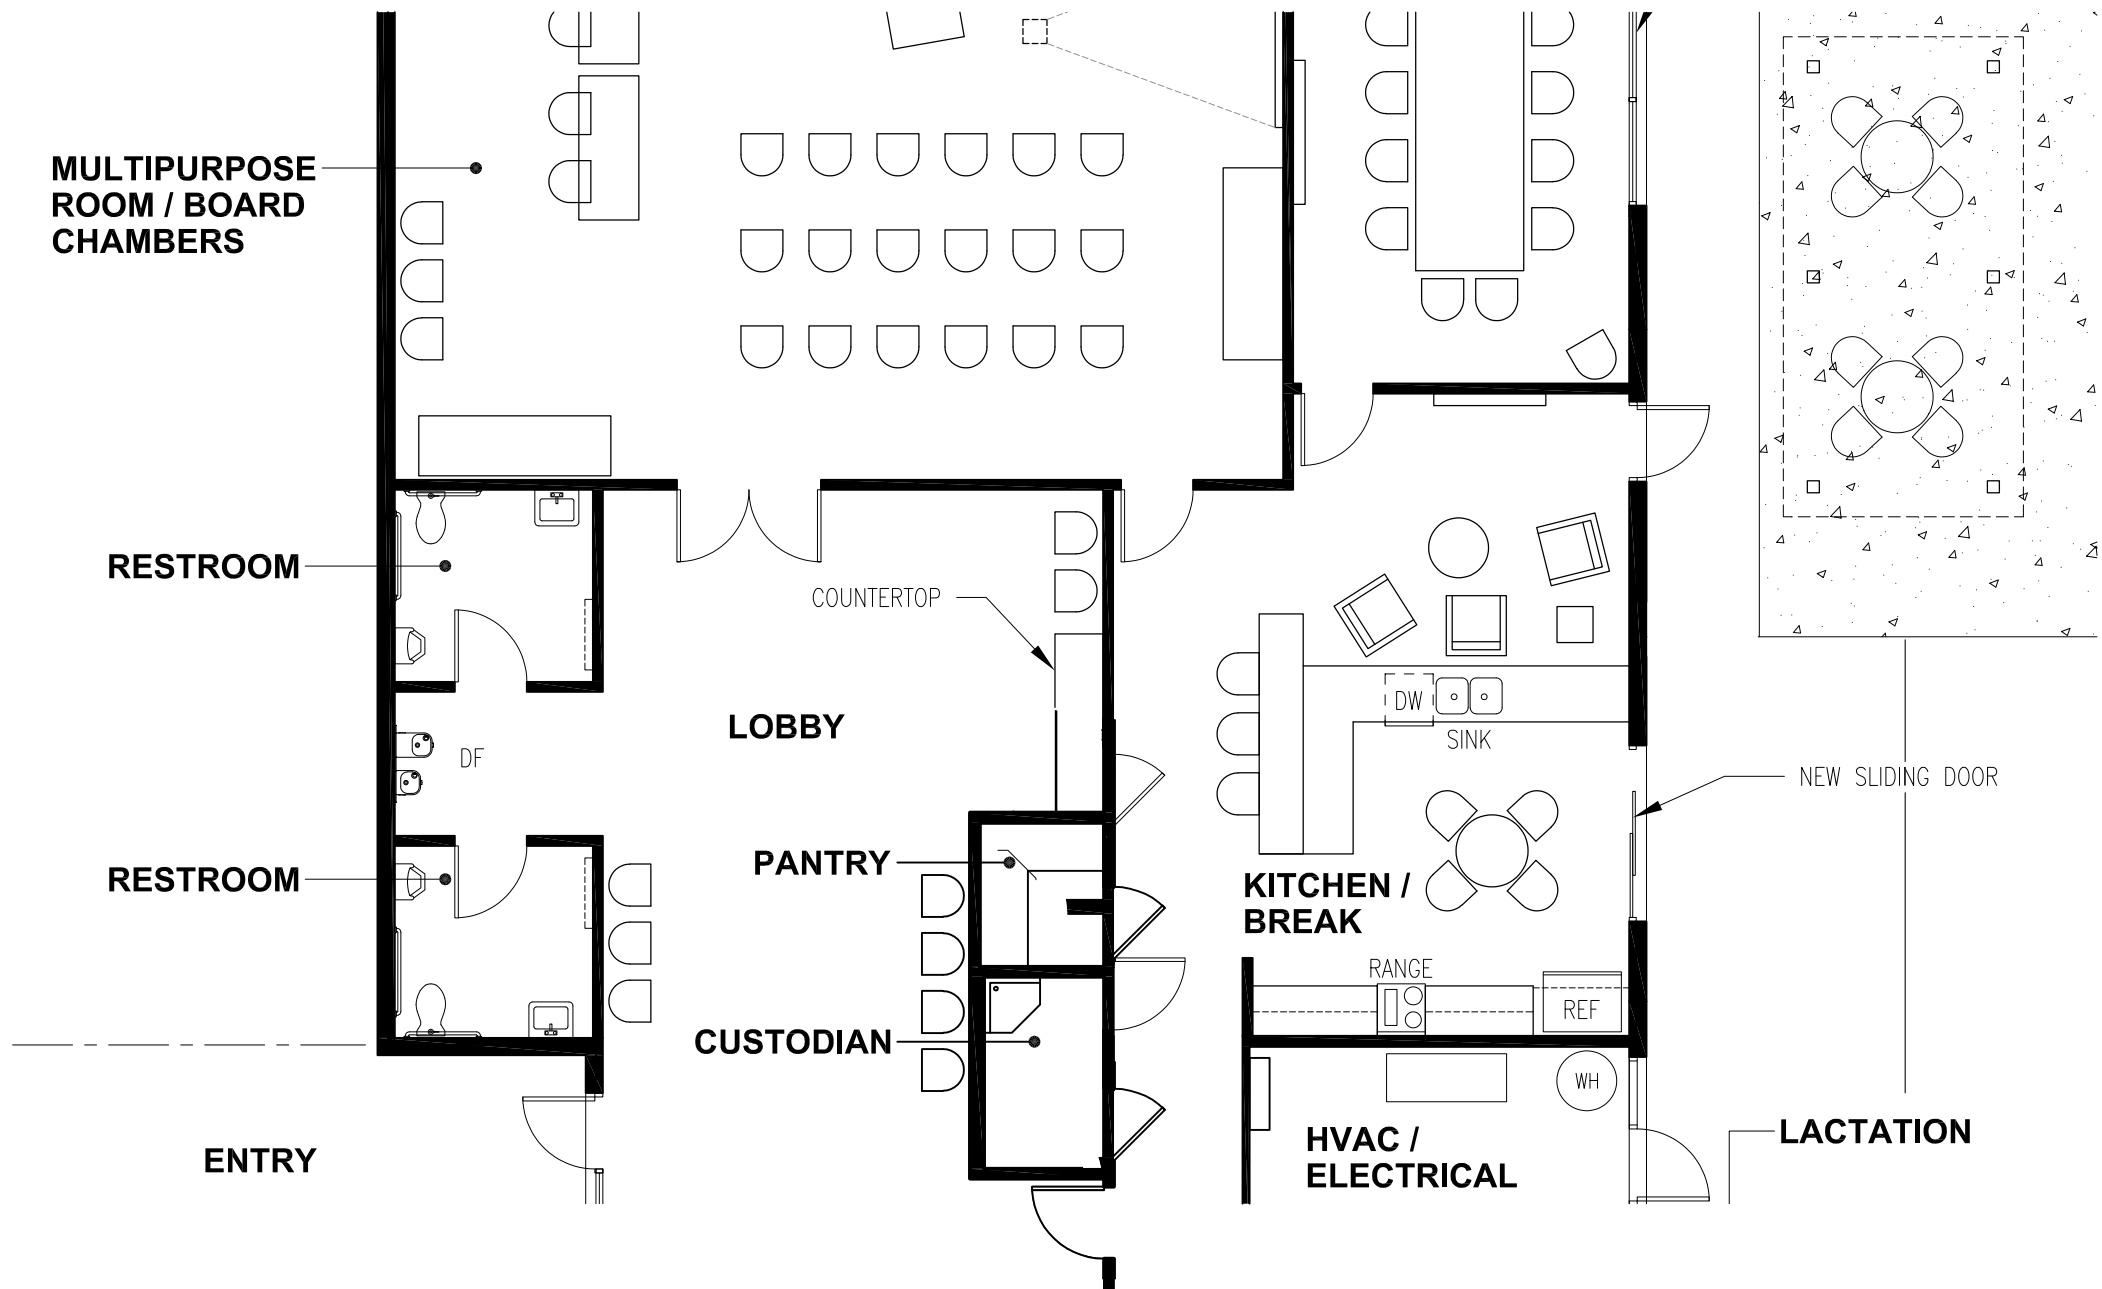 MULTIPURPOSE
ROOM / BOARD
CHAMBERS
RESTROOM
COUNTERTOP
LOBBY
DW
SINK
DF
NEW SLIDING DOOR
PANTRY
RESTROOM
KITCHEN /
BREAK
RANGE
REF
CUSTODIAN
WH
ENTRY
HVAC /
ELECTRICAL
LACTATION